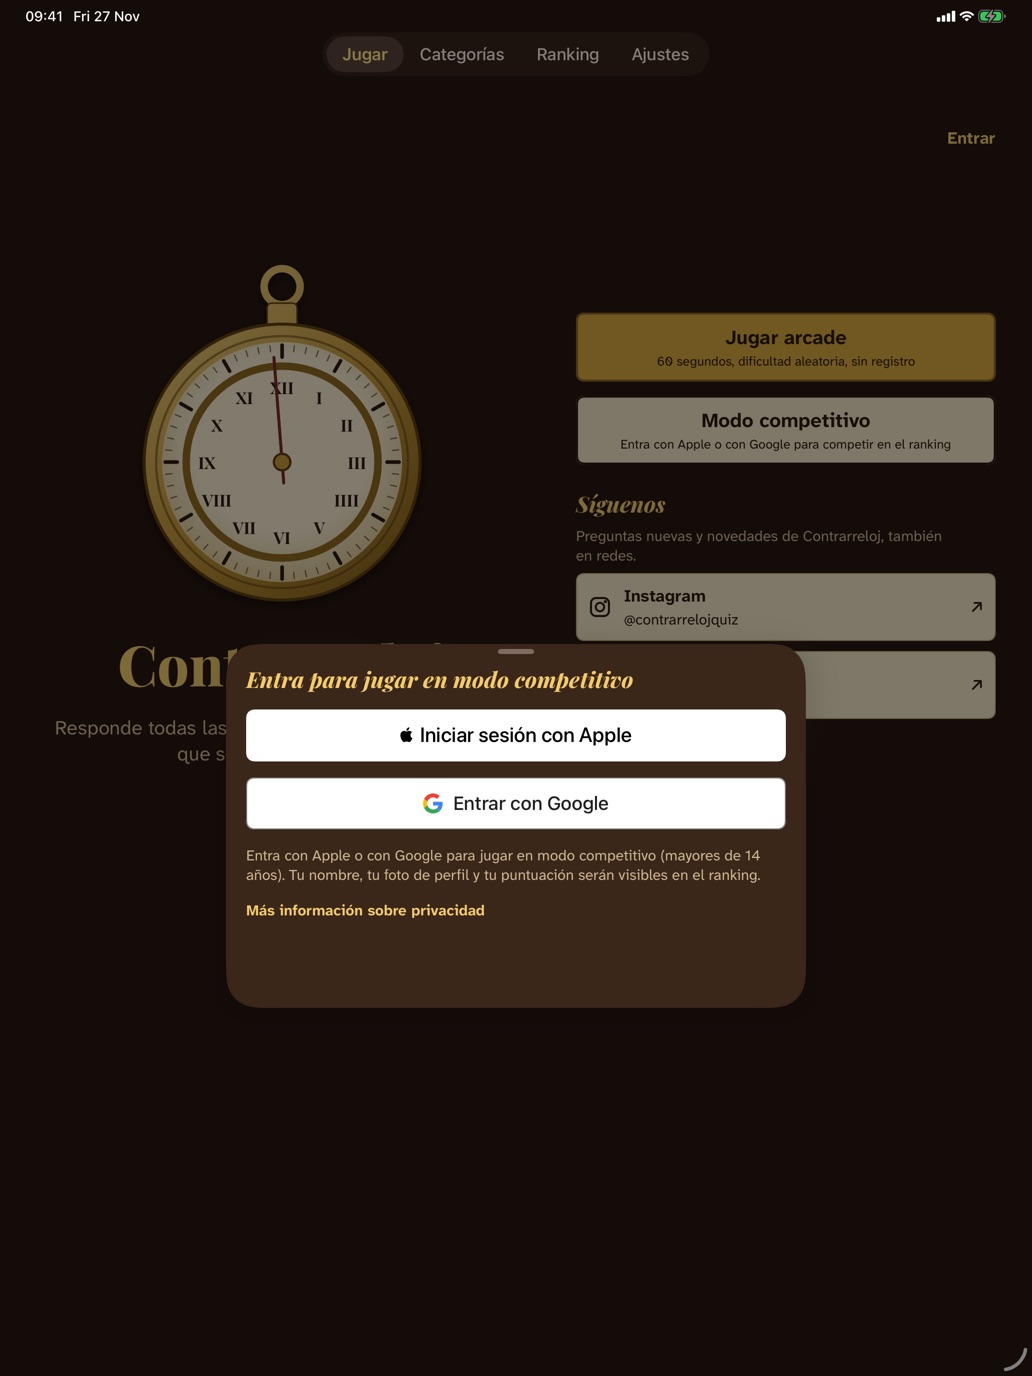 09:41 Fri 27 Nov
Jugar Categorías Ranking Ajustes
Entrar
XII
I
II
III
IIII
V
VI
VII
VIII
IX
X
XI
Jugar arcade
60 segundos, dificultad aleatoria, sin registro
Modo competitivo
Entra con Apple o con Google para competir en el ranking
Síguenos
Preguntas nuevas y novedades de Contrarreloj, también
en redes.
Instagram
@contrarrelojquiz
Responde todas las
que
Entra para jugar en modo competitivo
Iniciar sesión con Apple
Entrar con Google
Entra con Apple o con Google para jugar en modo competitivo (mayores de 14
años). Tu nombre, tu foto de perfil y tu puntuación serán visibles en el ranking.
Más información sobre privacidad